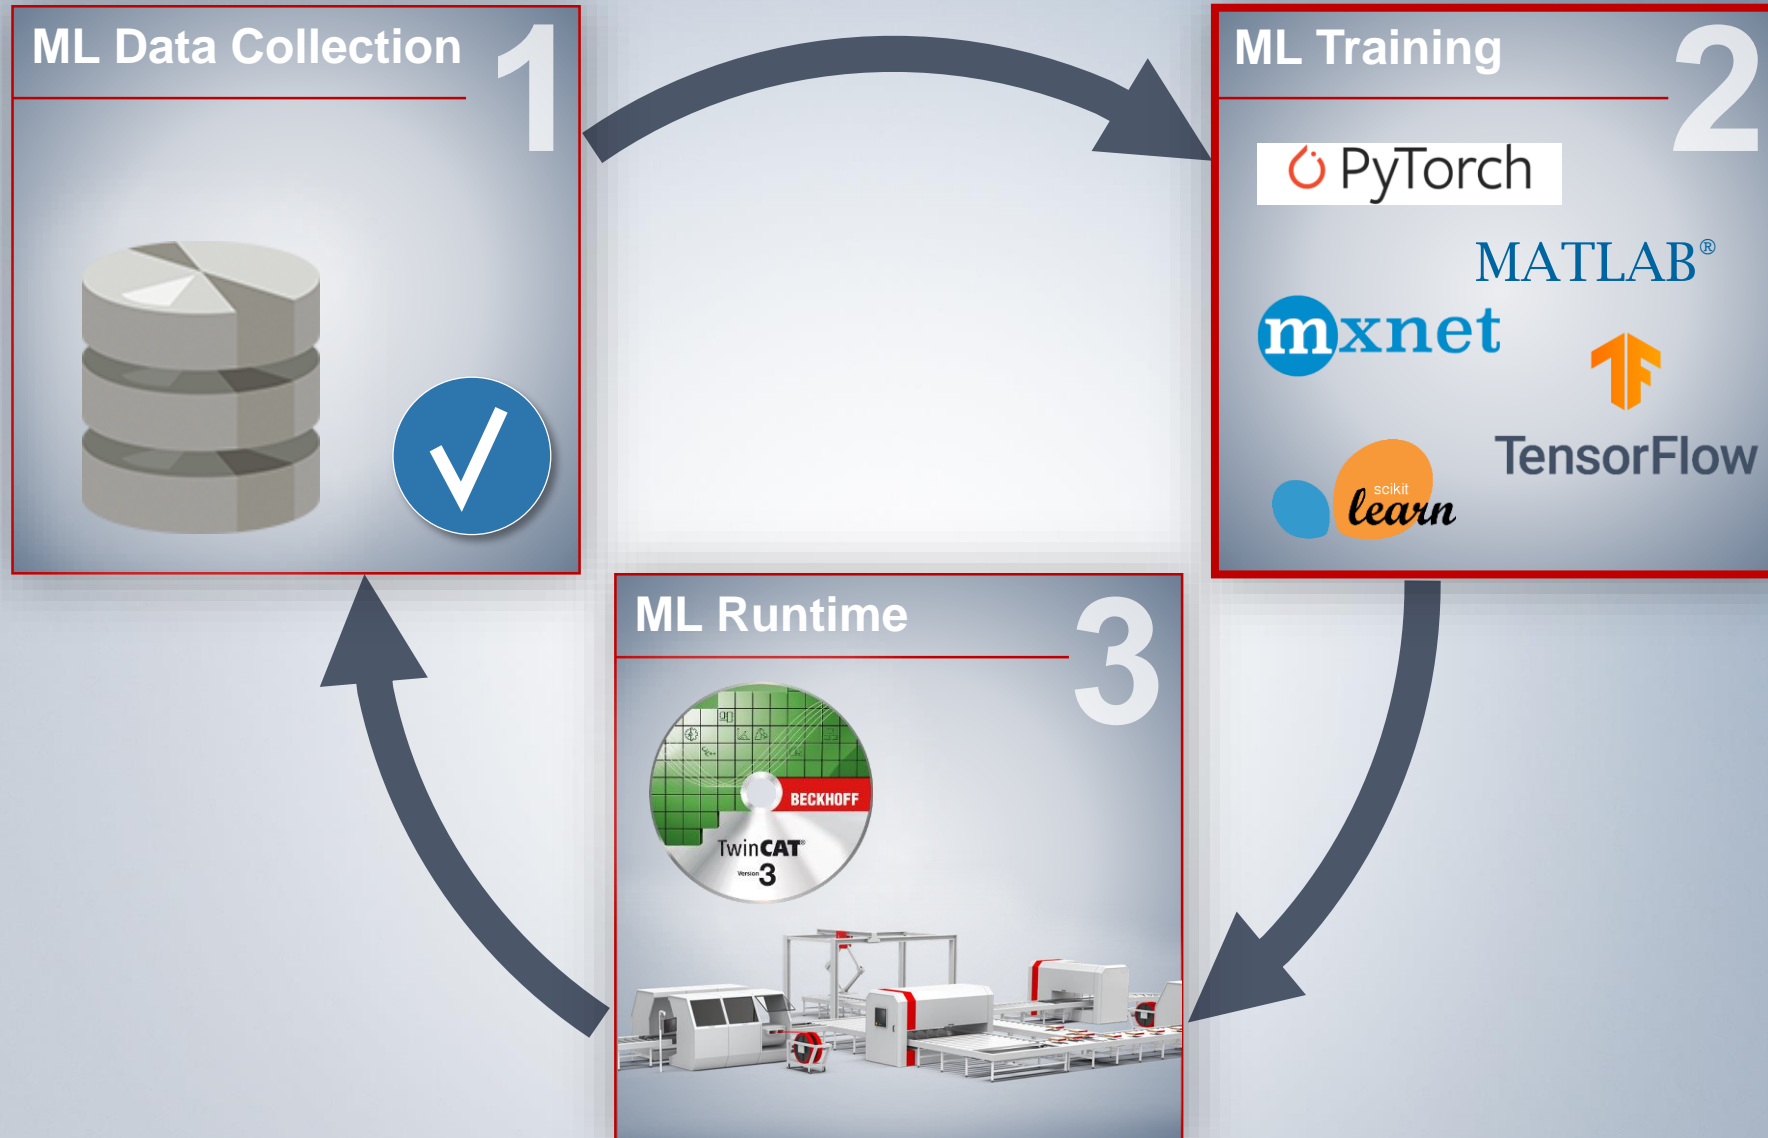 ML Data Collection
1
ML Training
2
PyTorch
MATLAB®
mxnet
TensorFlow
scikit
learn
ML Runtime
3
BECKHOFF
TwinCAT®
Version 3